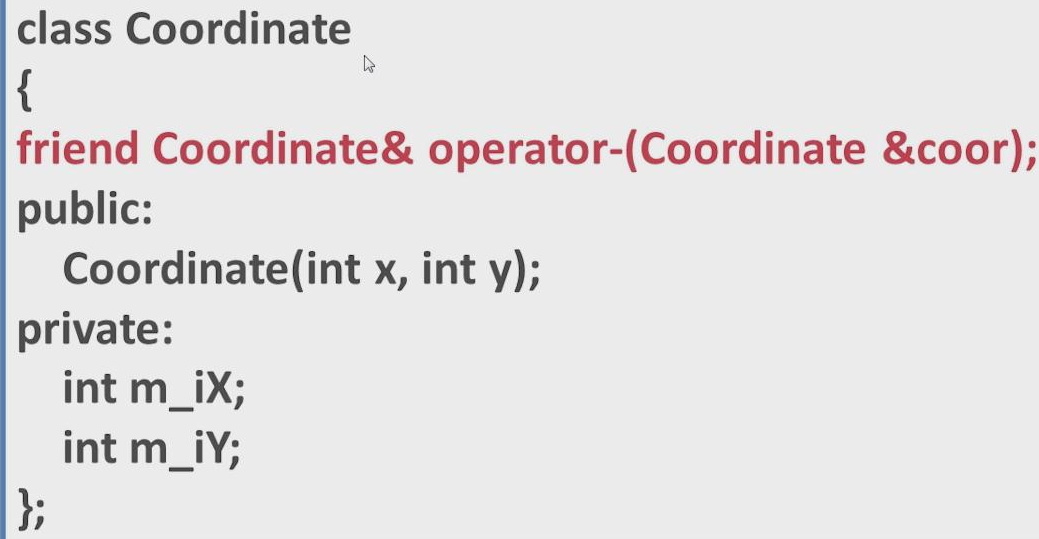 class Coordinate
{
friend Coordinate& operator-(Coordinate &coor);
public:
Coordinate(int x, int y);
private:
int m_iX;
int m_iY;
};